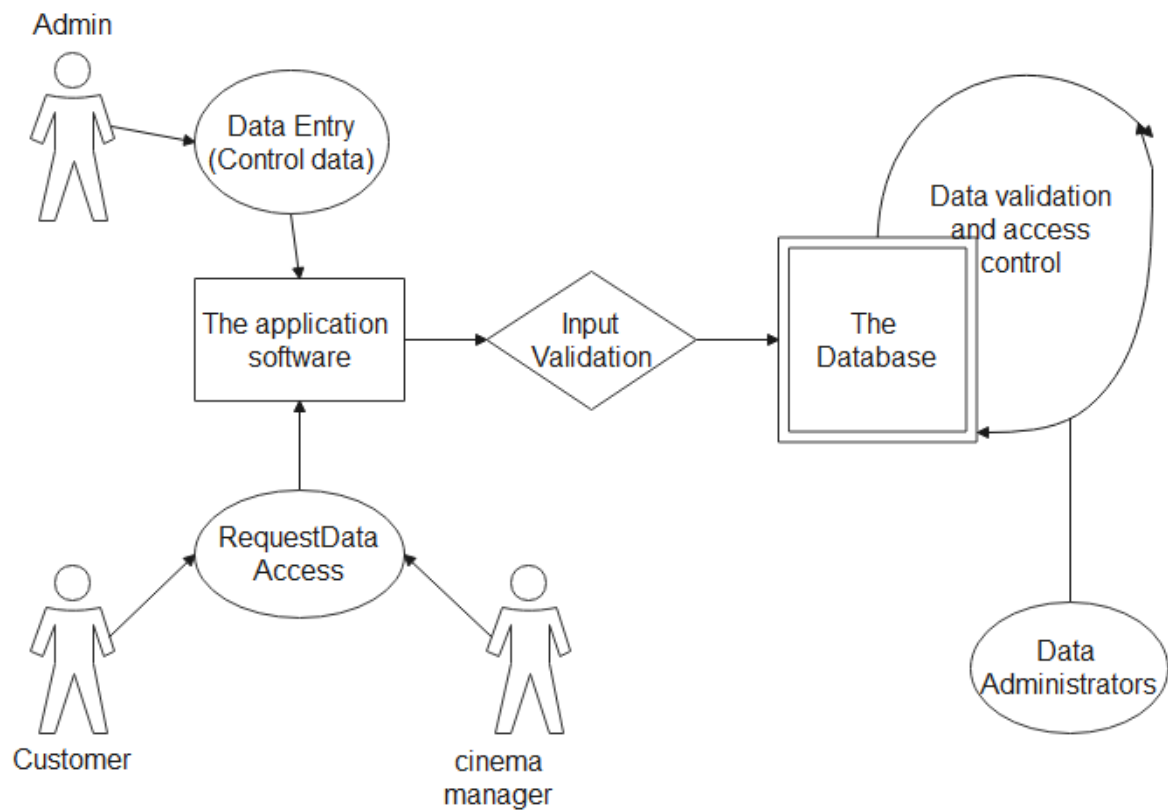 Admin
Data Entry
(Control data)
The application
software
Input
Validation
The
Database
Data validation
and access
control
RequestData
Access
Customer
cinema
manager
Data
Administrators